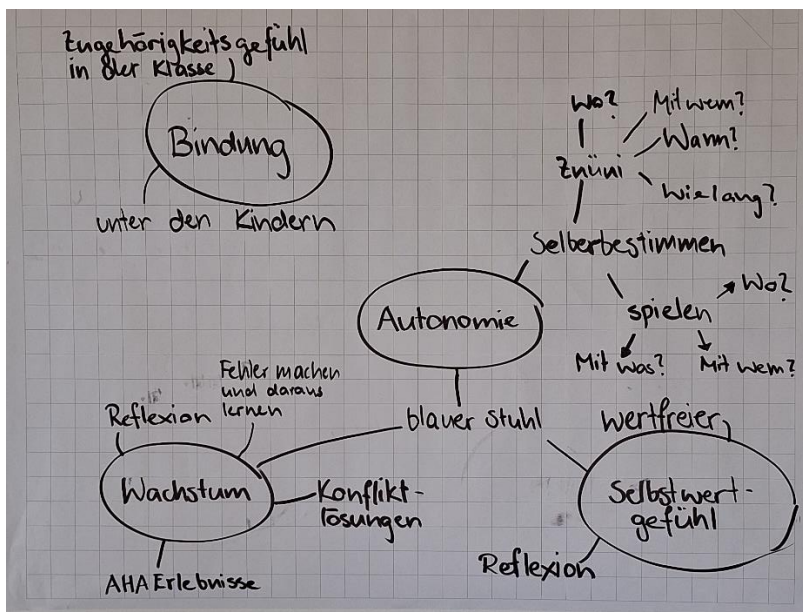 Zugehörigkeitsgefühl
in der Klasse
Bindung
unter den Kindern
Wo?
Mit wem?
Wann?
Znüni
Wielang?
Selberbestimmen
Wo?
spielen
Mit was?
Mit wem?
Autonomie
blauer Stuhl
Fehler machen
und daraus
lernen
Reflexion
Wachstum
Konflikt-
lösungen
AHA Erlebnisse
wertfreier
Selbstwert-
gefühl
Reflexion